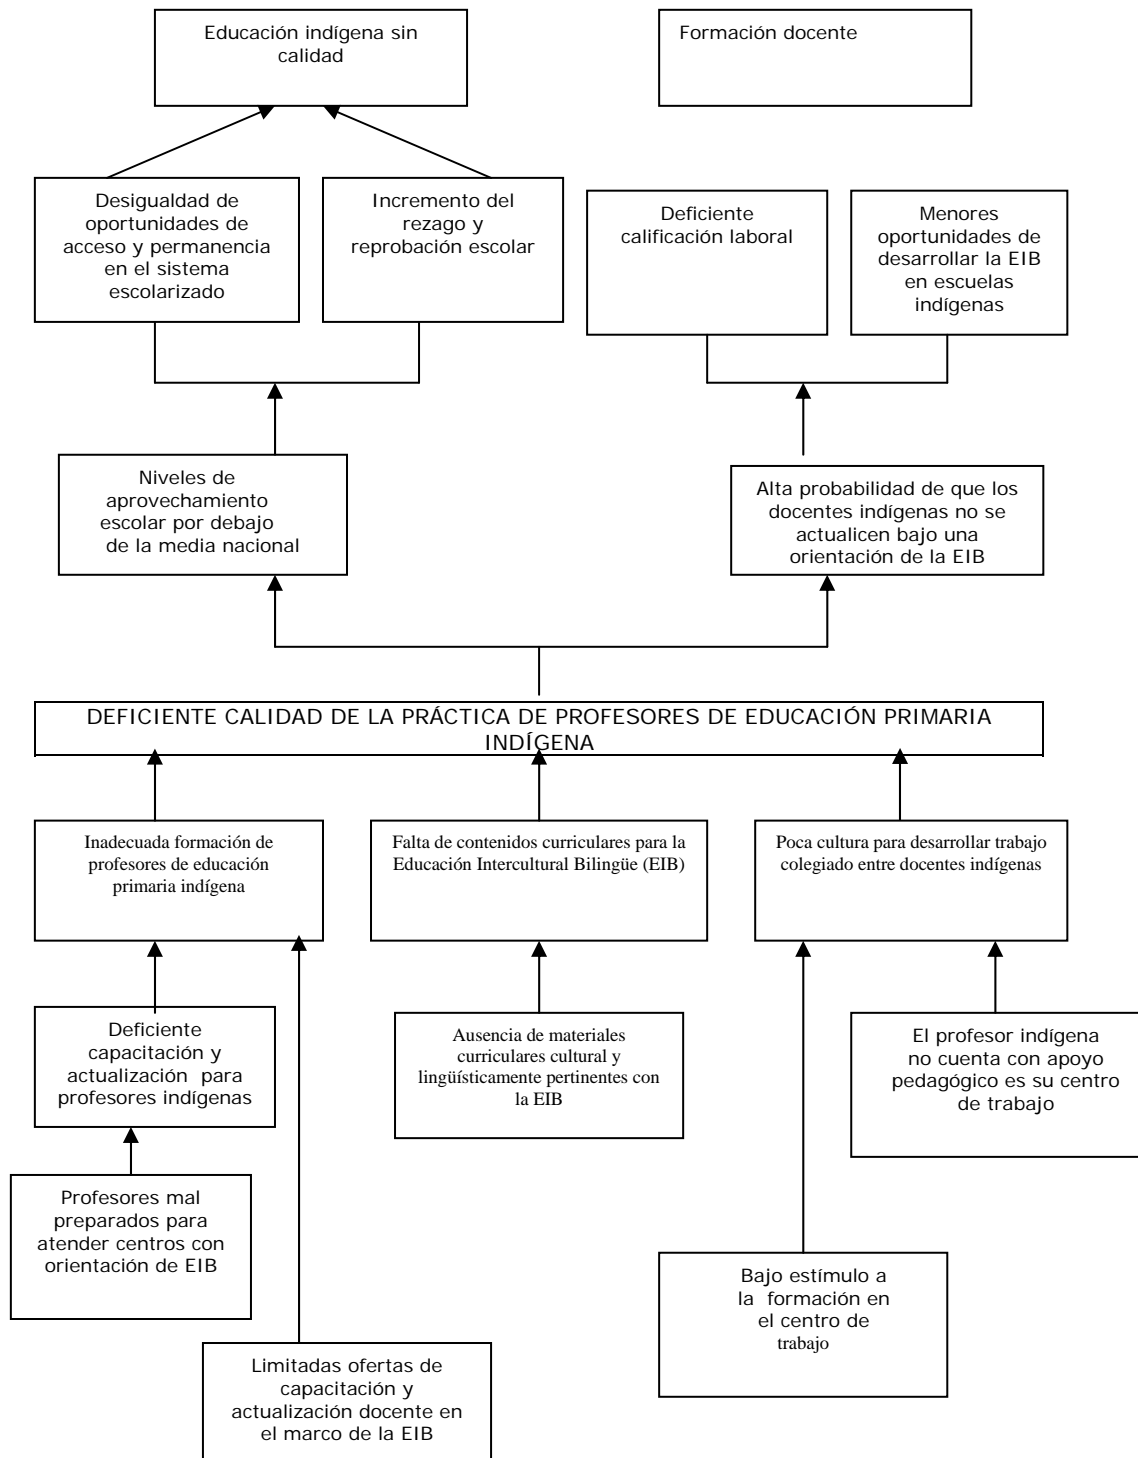 Educación indígena sin
calidad
Formación docente
Desigualdad de
oportunidades de
acceso y permanencia
en el sistema
escolarizado
Incremento del
rezago y
reprobación escolar
Deficiente
calificación laboral
Menores
oportunidades de
desarrollar la EIB
en escuelas
indígenas
Niveles de
aprovechamiento
escolar por debajo
de la media nacional
Alta probabilidad de que los
docentes indígenas no se
actualicen bajo una
orientación de la EIB
DEFICIENTE CALIDAD DE LA PRÁCTICA DE PROFESORES DE EDUCACIÓN PRIMARIA
INDÍGENA
Inadecuada formación de
profesores de educación
primaria indígena
Falta de contenidos curriculares para la
Educación Intercultural Bilingüe (EIB)
Poca cultura para desarrollar trabajo
colegiado entre docentes indígenas
Deficiente
capacitación y
actualización para
profesores indígenas
Ausencia de materiales
curriculares cultural y
lingüísticamente pertinentes con
la EIB
El profesor indígena
no cuenta con apoyo
pedagógico es su centro
de trabajo
Profesores mal
preparados para
atender centros con
orientación de EIB
Bajo estímulo a
la formación en
el centro de
trabajo
Limitadas ofertas de
capacitación y
actualización docente en
el marco de la EIB